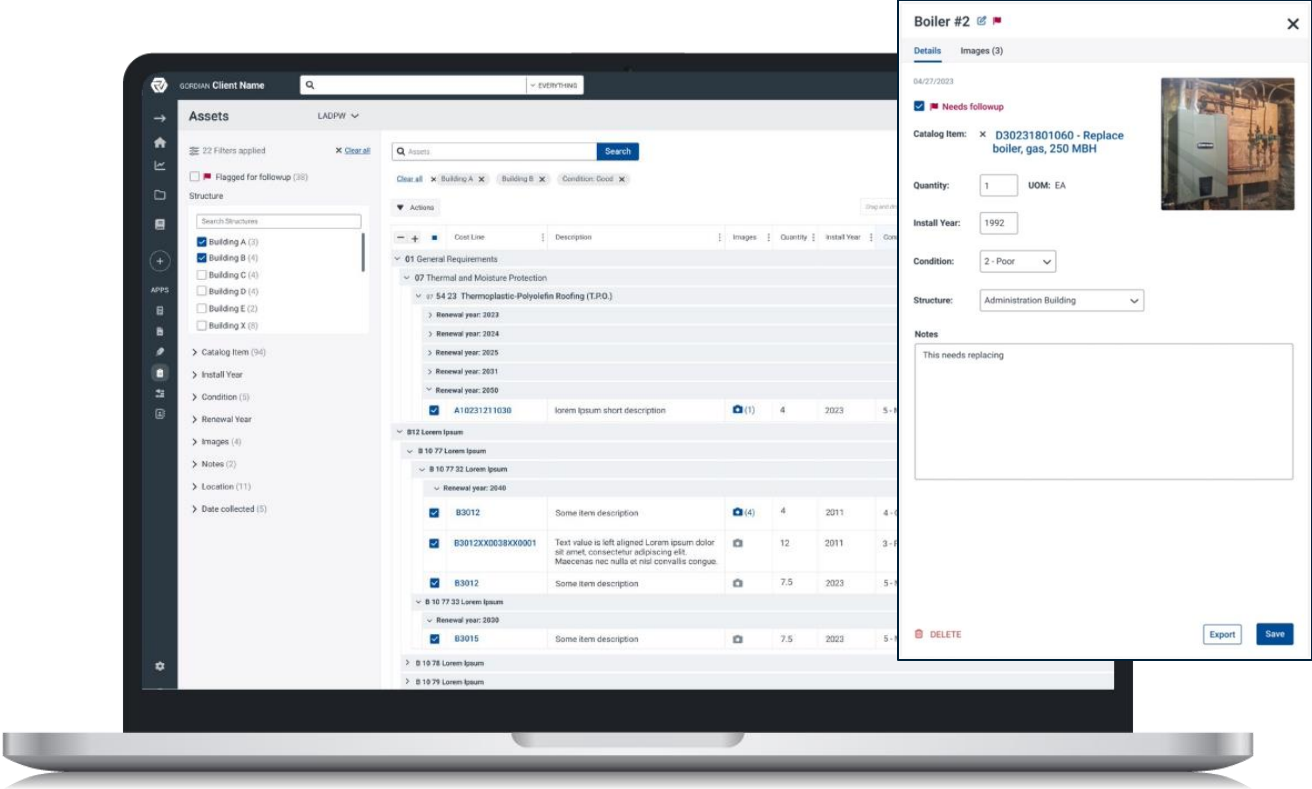 GORDIAN Client Name
EVERYTHING
Assets
LADPW
22 Filters applied
Clear all
Flagged for followup (38)
Structure
Search Structures
Building A (3)
Building B (4)
Building C (4)
Building D (4)
Building E (2)
Building X (8)
Catalog Item (94)
Install Year
Condition (5)
Renewal Year
Images (4)
Notes (2)
Location (11)
Date collected (5)
APPS
Assets
Search
Clear all
Building A
Building B
Condition: Good
Actions
Drag and
Cost Line
Description
Images
Quantity
Install Year
01 General Requirements
07 Thermal and Moisture Protection
07 54 23 Thermoplastic-Polyolefin Roofing (T.P.O.)
Renewal year: 2023
Renewal year: 2024
Renewal year: 2025
Renewal year: 2031
Renewal year: 2050
A10231211030 lorem Ipsum short description (1) 4 2023 5 -
B12 Lorem Ipsum
B 10 77 Lorem Ipsum
B 10 77 32 Lorem Ipsum
Renewal year: 2040
B3012 Some item description (4) 4 2011 4 -
B3012XX0038XX0001 Text value is left aligned Lorem ipsum dolor 12 2011 3 -
sit amet, consectetur adipiscing elit.
Maecenas nec nulla et nisl convallis congue.
B3012 Some item description 7.5 2023 5 -
B 10 77 33 Lorem Ipsum
Renewal year: 2030
B3015 Some item description 7.5 2023 5 -
B 10 78 Lorem Ipsum
B 10 79 Lorem Ipsum
Boiler #2
Details Images (3)
04/27/2023
Needs followup
Catalog Item: D30231801060 - Replace
boiler, gas, 250 MBH
Quantity: 1 UOM: EA
Install Year: 1992
Condition: 2 - Poor
Structure: Administration Building
Notes
This needs replacing
DELETE
Export
Save